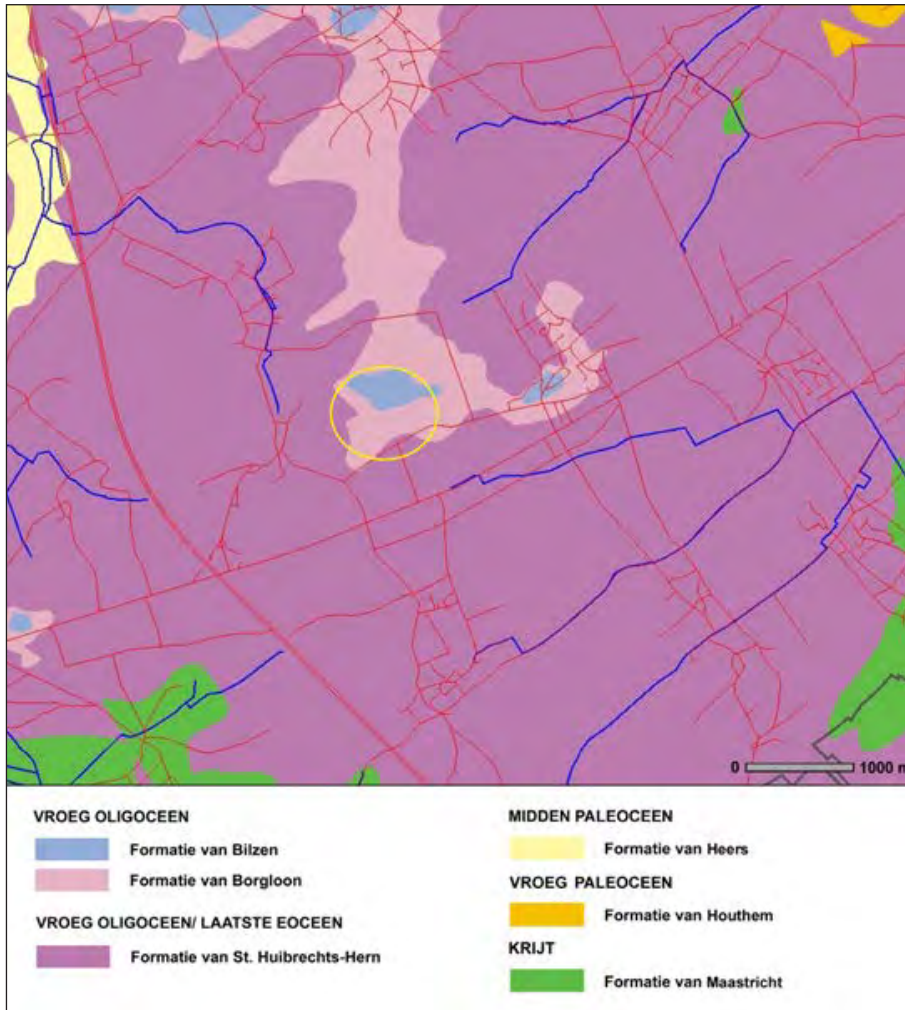 0 1000 m
VROEG OLIGOCEEN
Formatie van Bilzen
Formatie van Borgloon
VROEG OLIGOCEEN/ LAATSTE EOCEEN
Formatie van St. Huibrechts-Hern
MIDDEN PALEOCEEN
Formatie van Heers
VROEG PALEOCEEN
Formatie van Houthem
KRIJT
Formatie van Maastricht